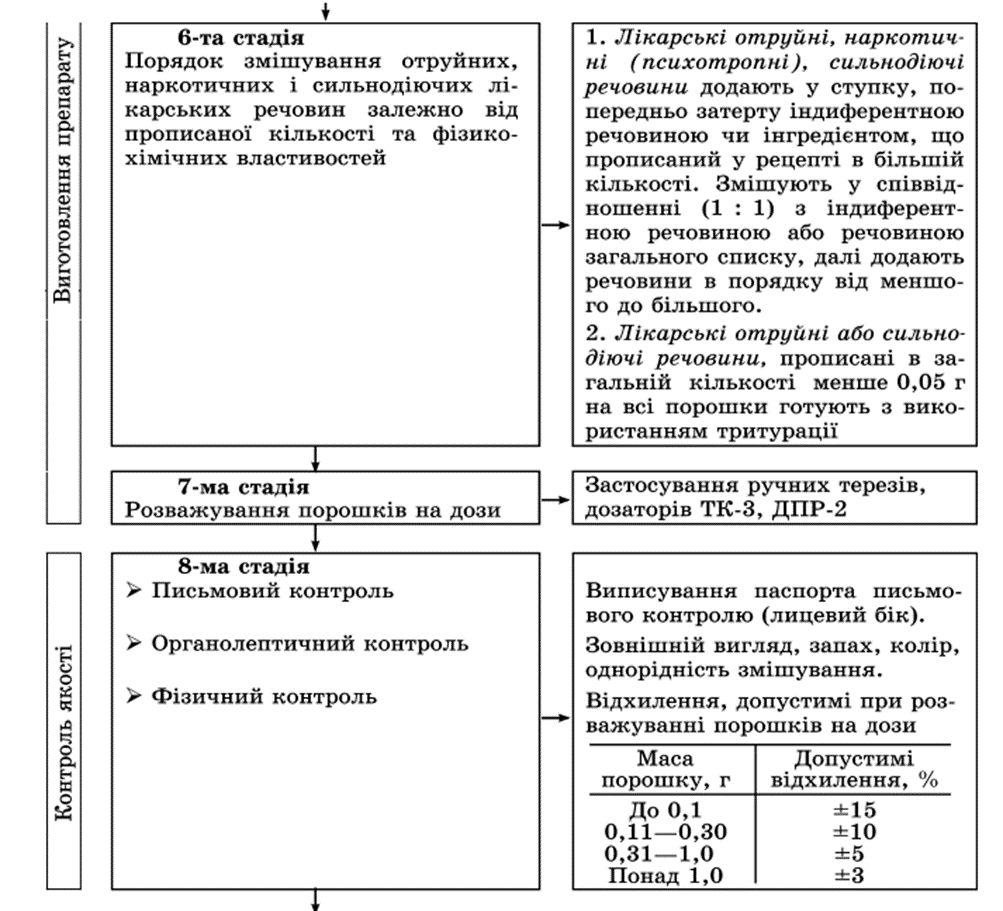 Виготовлення препарату
6-та стадія
Порядок змішування отруйних,
наркотичних і сильнодіючих лі-
карських речовин залежно від
прописаної кількості та фізико-
хімічних властивостей
1. Лікарські отруйні, наркотич-
ні (психотропні), сильнодіючі
речовини додають у ступку, по-
передньо затерту індиферентною
речовиною чи інгредієнтом, що
прописаний у рецепті в більшій
кількості. Змішують у співвід-
ношенні (1 : 1) з індиферент-
ною речовиною або речовиною
загального списку, далі додають
речовини в порядку від меншо-
го до більшого.
2. Лікарські отруйні або сильно-
діючі речовини, прописані в за-
гальній кількості менше 0,05 г
на всі порошки готують з вико-
ристанням тритурації
7-ма стадія
Розважування порошків на дози
Застосування ручних терезів,
дозаторів ТК-3, ДПР-2
Контроль якості
8-ма стадія
➢ Письмовий контроль
➢ Органолептичний контроль
➢ Фізичний контроль
Виписування паспорта письмо-
вого контролю (лицевий бік).
Зовнішній вигляд, запах, колір,
однорідність змішування.
Відхилення, допустимі при роз-
важуванні порошків на дози
Маса порошку, г
Допустимі відхилення, %
До 0,1 ±15
0,11—0,30 ±10
0,31—1,0 ±5
Понад 1,0 ±3